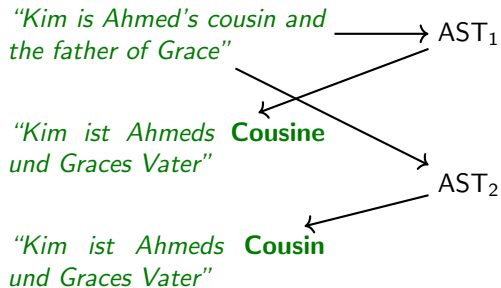 “Kim is Ahmed's cousin and
the father of Grace”
AST₁
“Kim ist Ahmeds Cousine
und Graces Vater”
AST₂
“Kim ist Ahmeds Cousin
und Graces Vater”